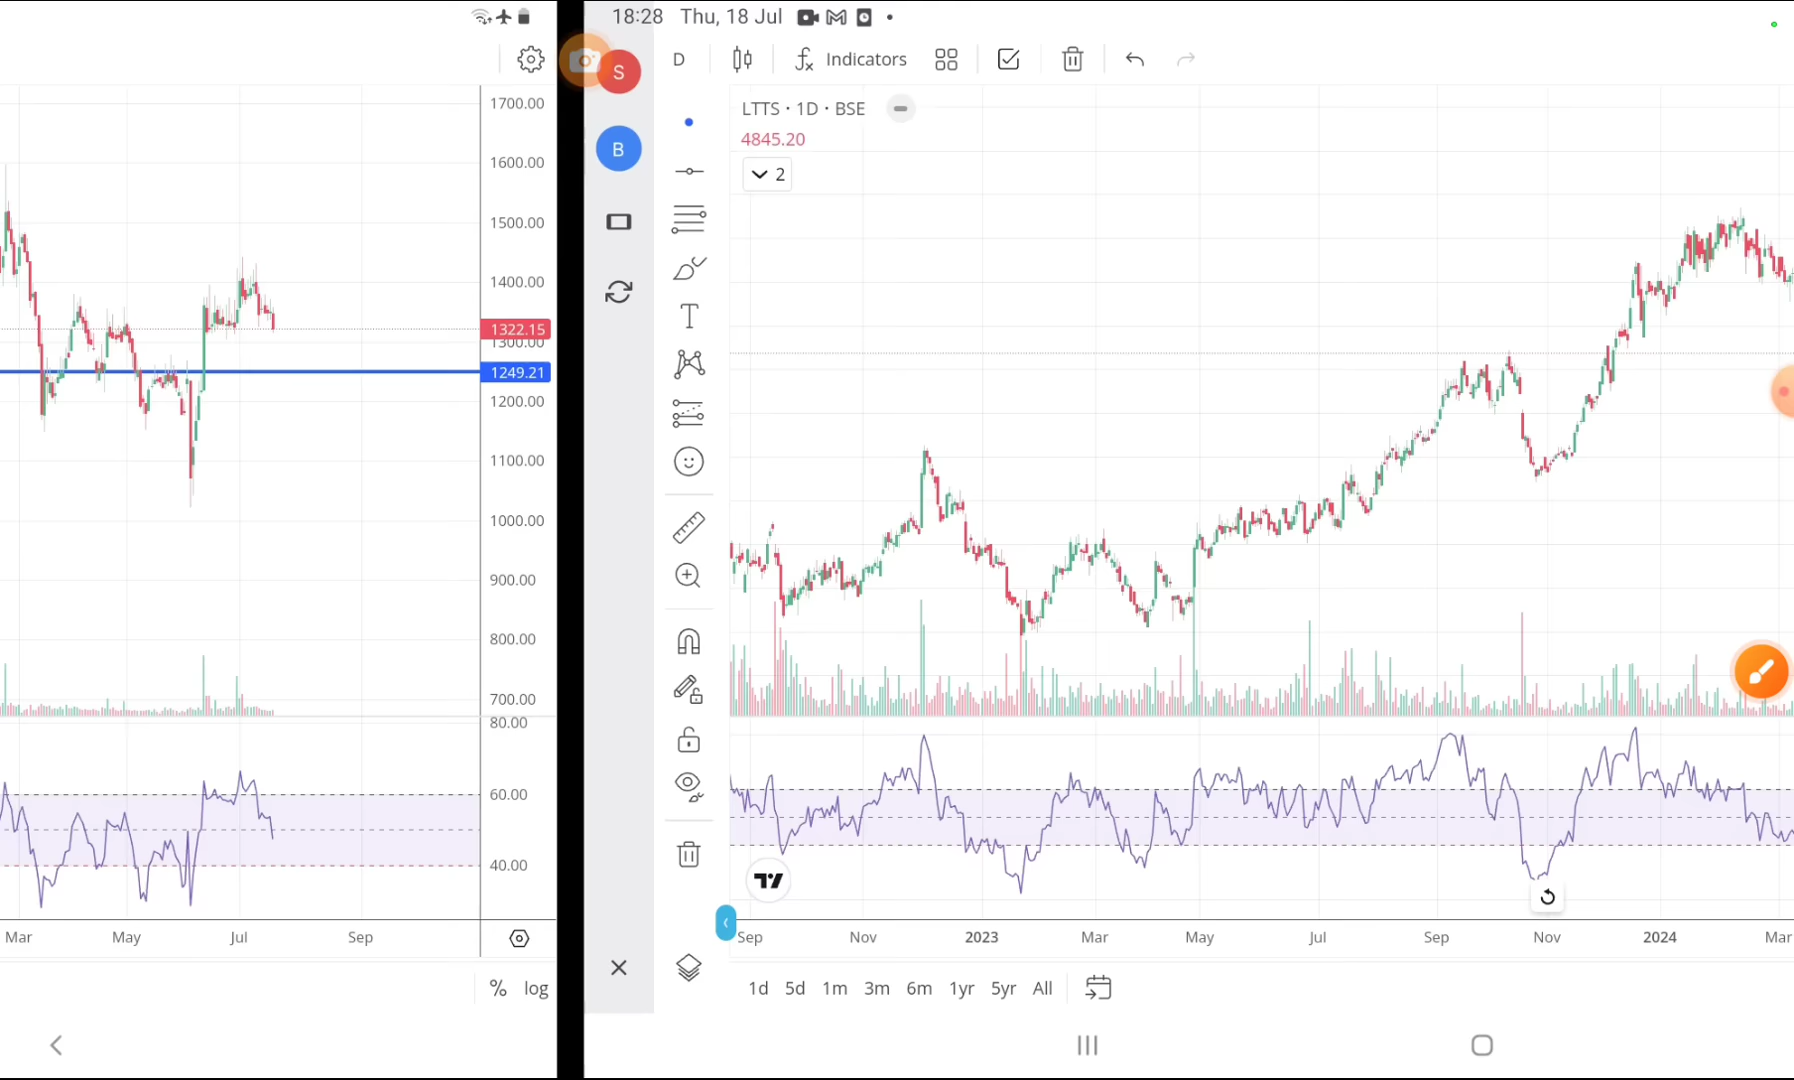 18:28 Thu, 18 Jul
S
B
D
Indicators
LTTS · 1D · BSE
4845.20
2
1700.00
1600.00
1500.00
1400.00
1322.15
1300.00
1249.21
1200.00
1100.00
1000.00
900.00
800.00
700.00
80.00
60.00
40.00
Mar May Jul Sep
% log
Sep Nov 2023 Mar May Jul Sep Nov 2024 Mar
1d 5d 1m 3m 6m 1yr 5yr All